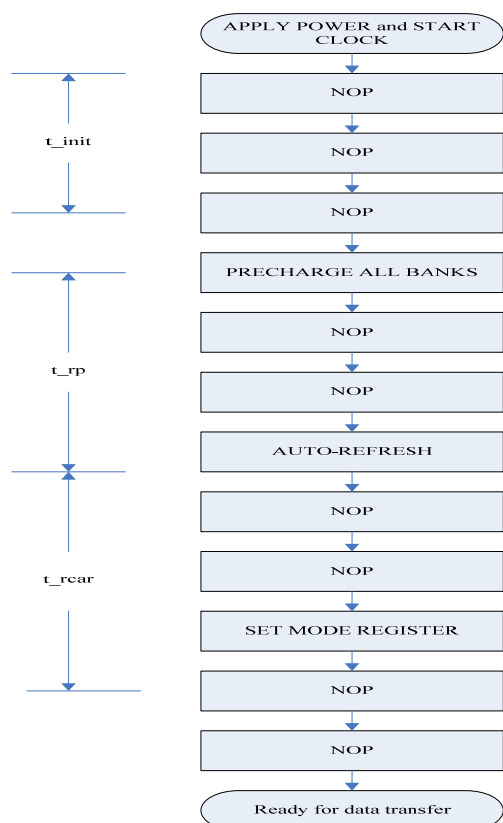 APPLY POWER and START
CLOCK
NOP
t_init
NOP
NOP
PRECHARGE ALL BANKS
NOP
t_rp
NOP
AUTO-REFRESH
NOP
NOP
t_rcar
SET MODE REGISTER
NOP
NOP
Ready for data transfer